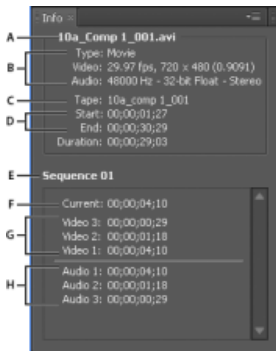 Info ×
A 10a_Comp 1_001.avi
B Type: Movie
Video: 29.97 fps, 720 x 480 (0.9091)
Audio: 48000 Hz - 32-bit Float - Stereo
C Tape: 10a_comp 1_001
D Start: 00;00;01;27
End: 00;00;30;29
Duration: 00;00;29;03
E Sequence 01
F Current: 00;00;04;10
G Video 3: 00;00;00;29
Video 2: 00;00;01;18
Video 1: 00;00;04;10
H Audio 1: 00;00;04;10
Audio 2: 00;00;01;18
Audio 3: 00;00;00;29